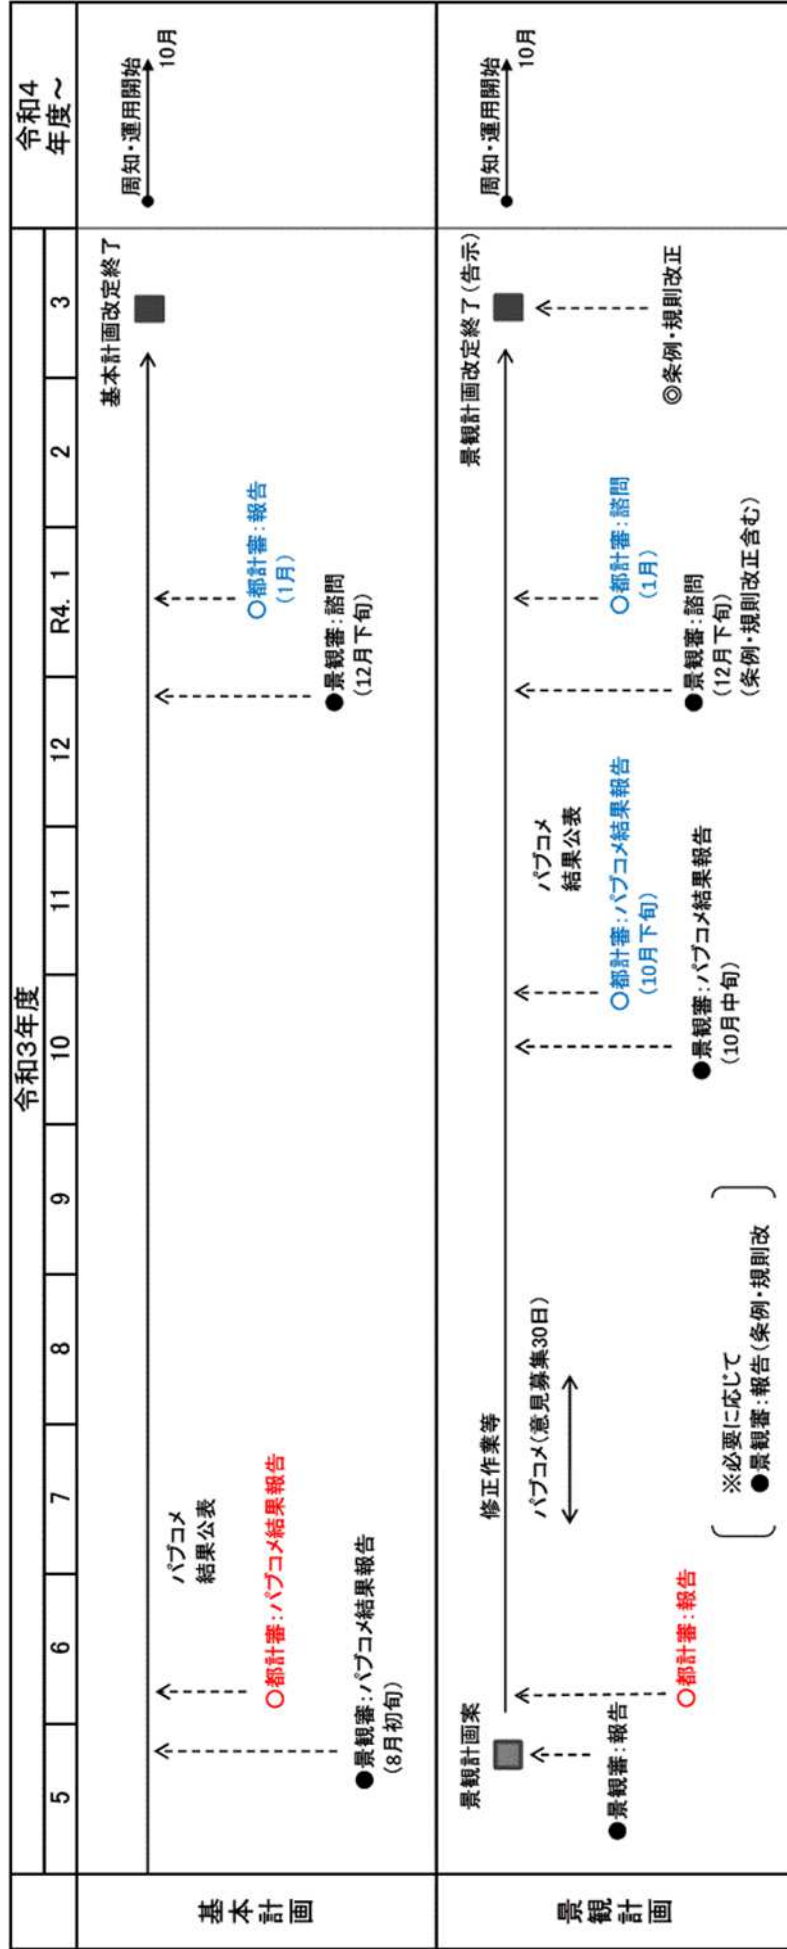 令和3年度
令和4
年度～
5
6
7
8
9
10
11
12
R4. 1
2
3
基本計画
パブコメ
結果公表
○都計審：パブコメ結果報告
●景観審：パブコメ結果報告
（8月初旬）
○都計審：報告
（1月）
●景観審：諮問
（12月下旬）
基本計画改定終了
周知・運用開始
10月
景観計画
景観計画案
●景観審：報告
○都計審：報告
修正作業等
パブコメ（意見募集30日）
※必要に応じて
●景観審：報告（条例・規則改
パブコメ
結果公表
○都計審：パブコメ結果報告
（10月下旬）
●景観審：パブコメ結果報告
（10月中旬）
○都計審：諮問
（1月）
●景観審：諮問
（12月下旬）
（条例・規則改正含む）
景観計画改定終了（告示）
◎条例・規則改正
周知・運用開始
10月